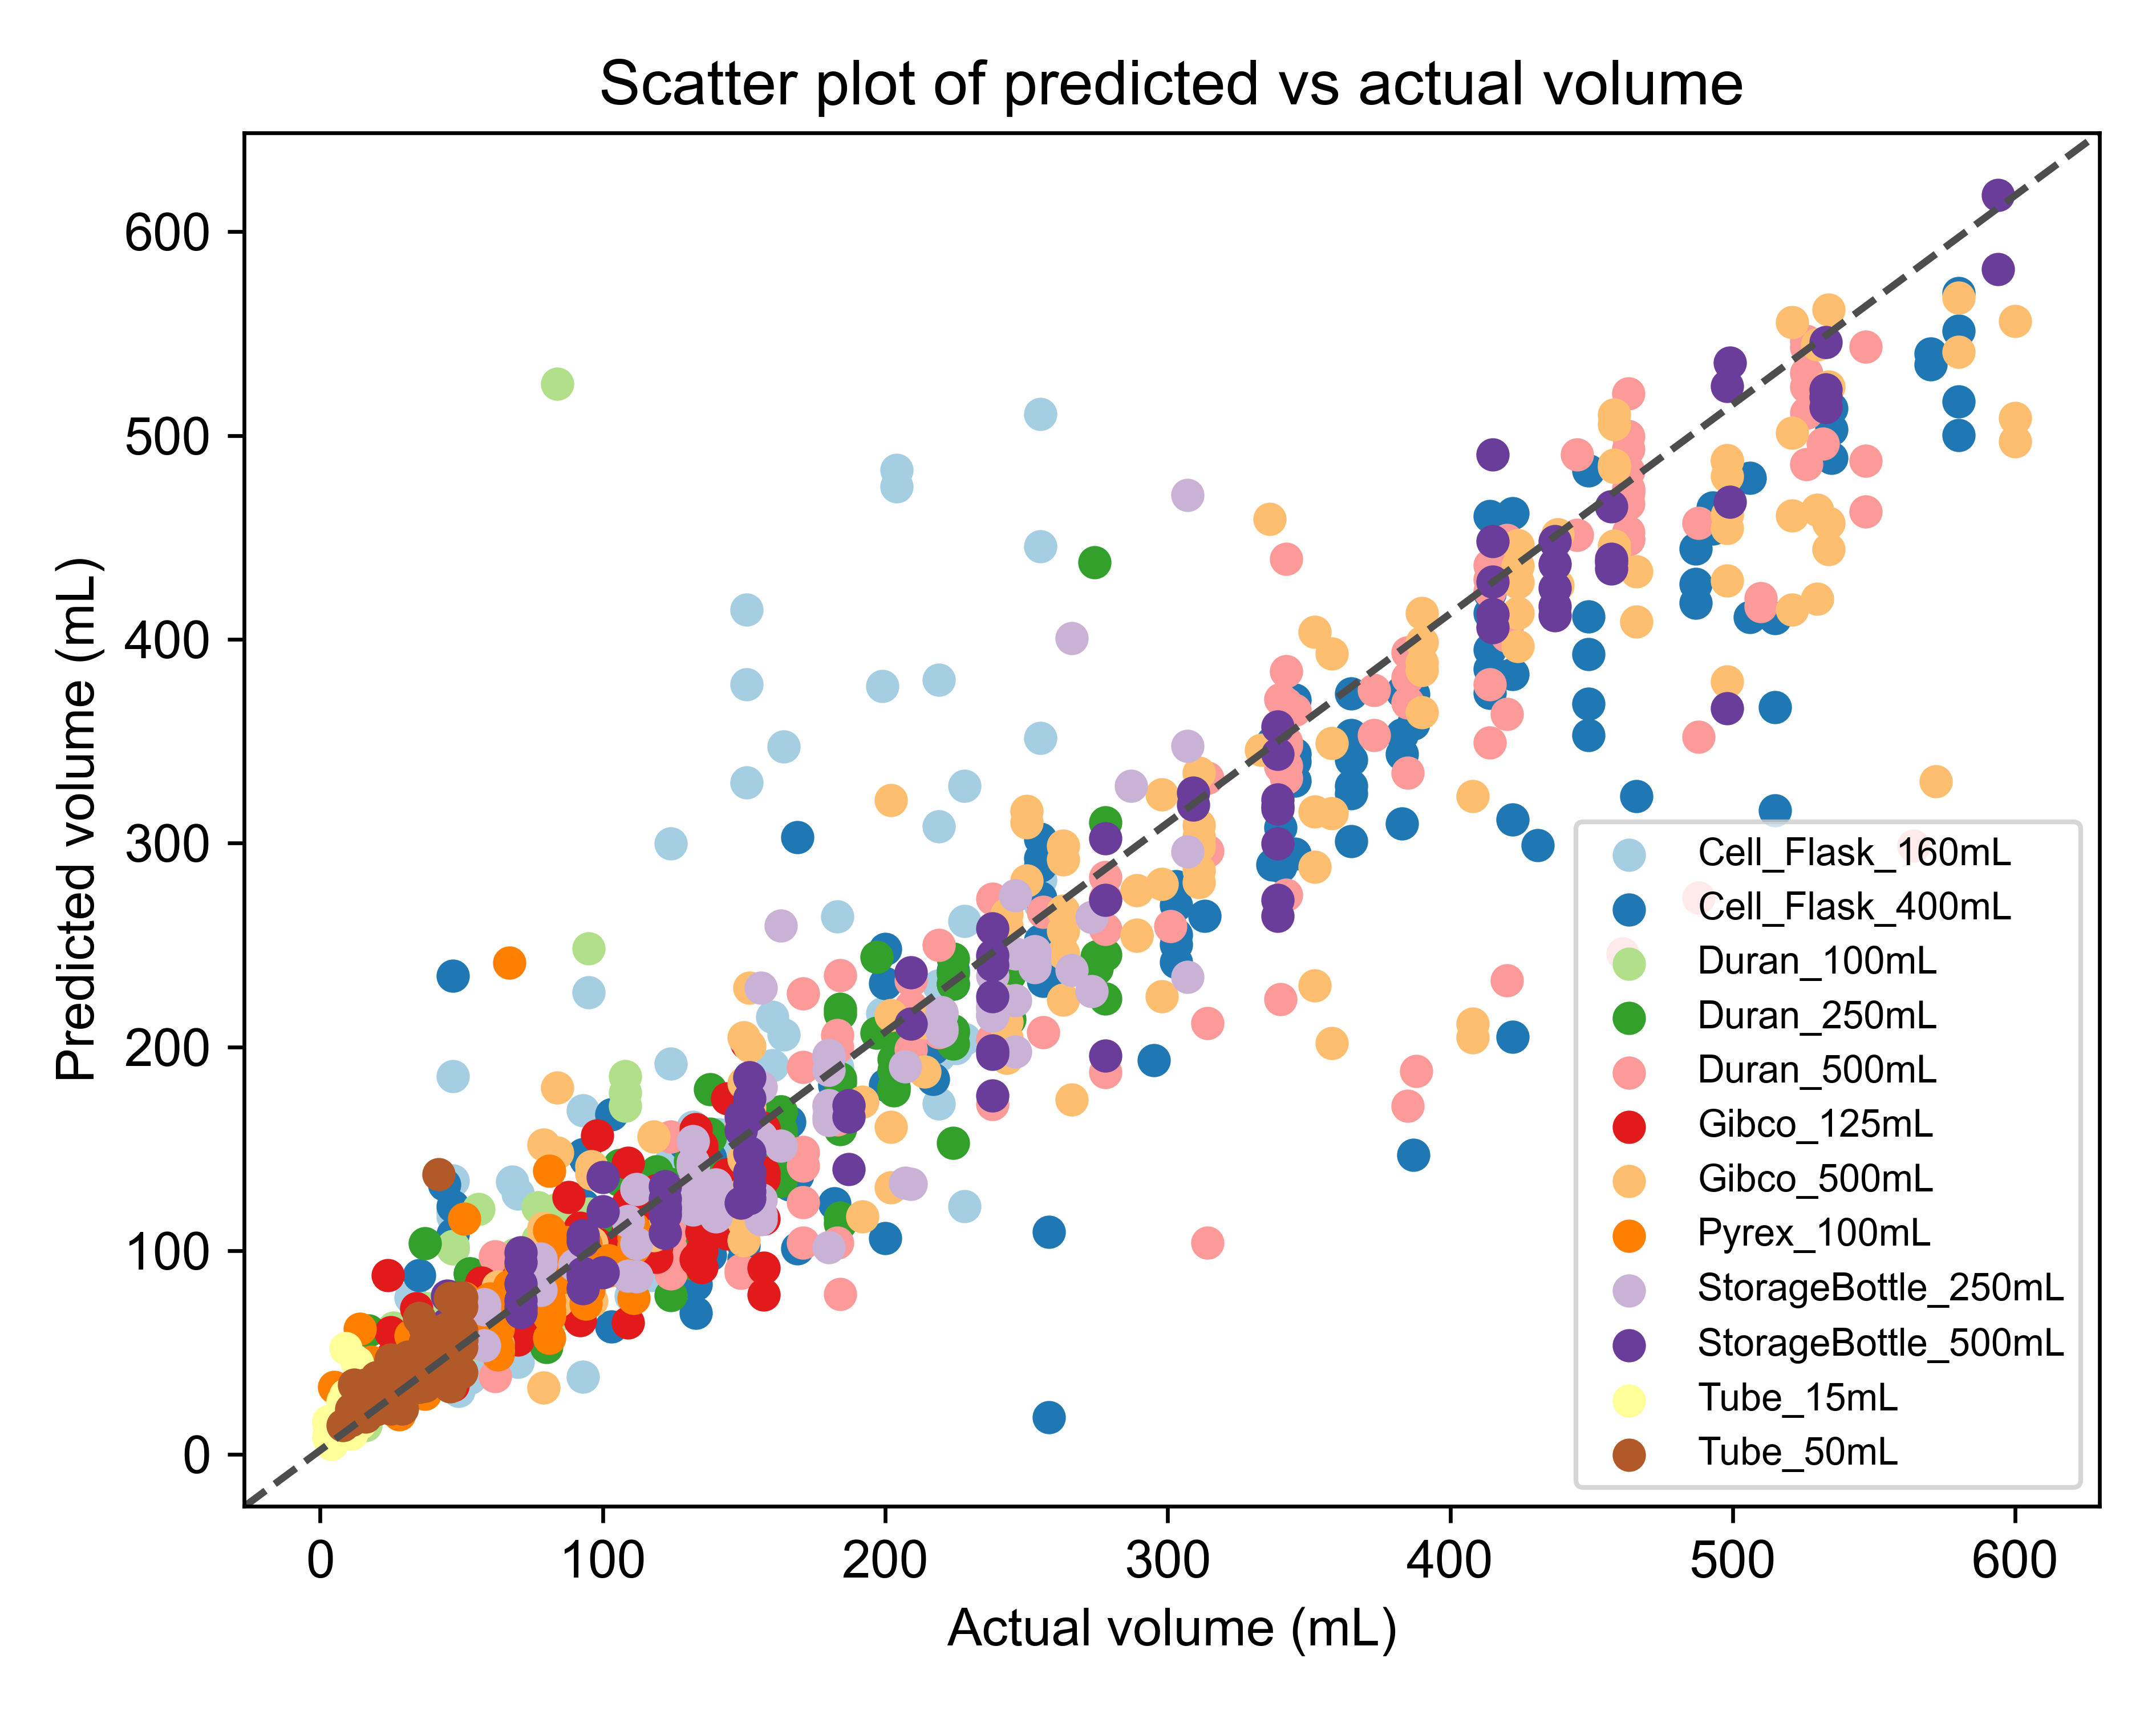 Scatter plot of predicted vs actual volume
Predicted volume (mL)
600
500
400
300
200
100
0
Cell_Flask_160mL
Cell_Flask_400mL
Duran_100mL
Duran_250mL
Duran_500mL
Gibco_125mL
Gibco_500mL
Pyrex_100mL
StorageBottle_250mL
StorageBottle_500mL
Tube_15mL
Tube_50mL
0 100 200 300 400 500 600
Actual volume (mL)